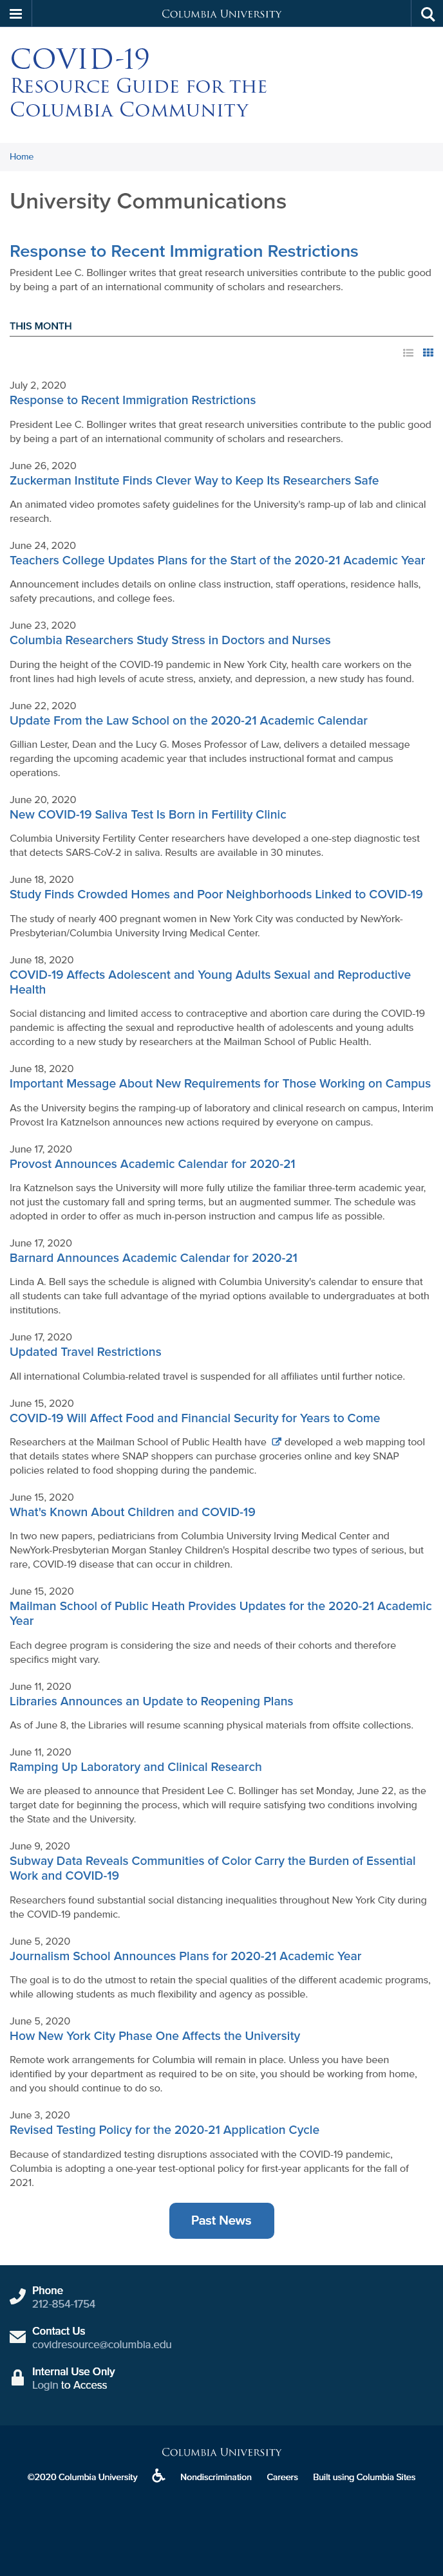 COLUMBIA UNIVERSITY
COVID-19
RESOURCE GUIDE FOR THE
COLUMBIA COMMUNITY
Home
University Communications
Response to Recent Immigration Restrictions
President Lee C. Bollinger writes that great research universities contribute to the public good
by being a part of an international community of scholars and researchers.
THIS MONTH
July 2, 2020
Response to Recent Immigration Restrictions
President Lee C. Bollinger writes that great research universities contribute to the public good
by being a part of an international community of scholars and researchers.
June 26, 2020
Zuckerman Institute Finds Clever Way to Keep Its Researchers Safe
An animated video promotes safety guidelines for the University's ramp-up of lab and clinical
research.
June 24, 2020
Teachers College Updates Plans for the Start of the 2020-21 Academic Year
Announcement includes details on online class instruction, staff operations, residence halls,
safety precautions, and college fees.
June 23, 2020
Columbia Researchers Study Stress in Doctors and Nurses
During the height of the COVID-19 pandemic in New York City, health care workers on the
front lines had high levels of acute stress, anxiety, and depression, a new study has found.
June 22, 2020
Update From the Law School on the 2020-21 Academic Calendar
Gillian Lester, Dean and the Lucy G. Moses Professor of Law, delivers a detailed message
regarding the upcoming academic year that includes instructional format and campus
operations.
June 20, 2020
New COVID-19 Saliva Test Is Born in Fertility Clinic
Columbia University Fertility Center researchers have developed a one-step diagnostic test
that detects SARS-CoV-2 in saliva. Results are available in 30 minutes.
June 18, 2020
Study Finds Crowded Homes and Poor Neighborhoods Linked to COVID-19
The study of nearly 400 pregnant women in New York City was conducted by NewYork-
Presbyterian/Columbia University Irving Medical Center.
June 18, 2020
COVID-19 Affects Adolescent and Young Adults Sexual and Reproductive
Health
Social distancing and limited access to contraceptive and abortion care during the COVID-19
pandemic is affecting the sexual and reproductive health of adolescents and young adults
according to a new study by researchers at the Mailman School of Public Health.
June 18, 2020
Important Message About New Requirements for Those Working on Campus
As the University begins the ramping-up of laboratory and clinical research on campus, Interim
Provost Ira Katznelson announces new actions required by everyone on campus.
June 17, 2020
Provost Announces Academic Calendar for 2020-21
Ira Katznelson says the University will more fully utilize the familiar three-term academic year,
not just the customary fall and spring terms, but an augmented summer. The schedule was
adopted in order to offer as much in-person instruction and campus life as possible.
June 17, 2020
Barnard Announces Academic Calendar for 2020-21
Linda A. Bell says the schedule is aligned with Columbia University's calendar to ensure that
all students can take full advantage of the myriad options available to undergraduates at both
institutions.
June 17, 2020
Updated Travel Restrictions
All international Columbia-related travel is suspended for all affiliates until further notice.
June 15, 2020
COVID-19 Will Affect Food and Financial Security for Years to Come
Researchers at the Mailman School of Public Health have developed a web mapping tool
that details states where SNAP shoppers can purchase groceries online and key SNAP
policies related to food shopping during the pandemic.
June 15, 2020
What's Known About Children and COVID-19
In two new papers, pediatricians from Columbia University Irving Medical Center and
NewYork-Presbyterian Morgan Stanley Children's Hospital describe two types of serious, but
rare, COVID-19 disease that can occur in children.
June 15, 2020
Mailman School of Public Heath Provides Updates for the 2020-21 Academic
Year
Each degree program is considering the size and needs of their cohorts and therefore
specifics might vary.
June 11, 2020
Libraries Announces an Update to Reopening Plans
As of June 8, the Libraries will resume scanning physical materials from offsite collections.
June 11, 2020
Ramping Up Laboratory and Clinical Research
We are pleased to announce that President Lee C. Bollinger has set Monday, June 22, as the
target date for beginning the process, which will require satisfying two conditions involving
the State and the University.
June 9, 2020
Subway Data Reveals Communities of Color Carry the Burden of Essential
Work and COVID-19
Researchers found substantial social distancing inequalities throughout New York City during
the COVID-19 pandemic.
June 5, 2020
Journalism School Announces Plans for 2020-21 Academic Year
The goal is to do the utmost to retain the special qualities of the different academic programs,
while allowing students as much flexibility and agency as possible.
June 5, 2020
How New York City Phase One Affects the University
Remote work arrangements for Columbia will remain in place. Unless you have been
identified by your department as required to be on site, you should be working from home,
and you should continue to do so.
June 3, 2020
Revised Testing Policy for the 2020-21 Application Cycle
Because of standardized testing disruptions associated with the COVID-19 pandemic,
Columbia is adopting a one-year test-optional policy for first-year applicants for the fall of
2021.
Past News
Phone
212-854-1754
Contact Us
covidresource@columbia.edu
Internal Use Only
Login to Access
COLUMBIA UNIVERSITY
©2020 Columbia University Nondiscrimination Careers Built using Columbia Sites